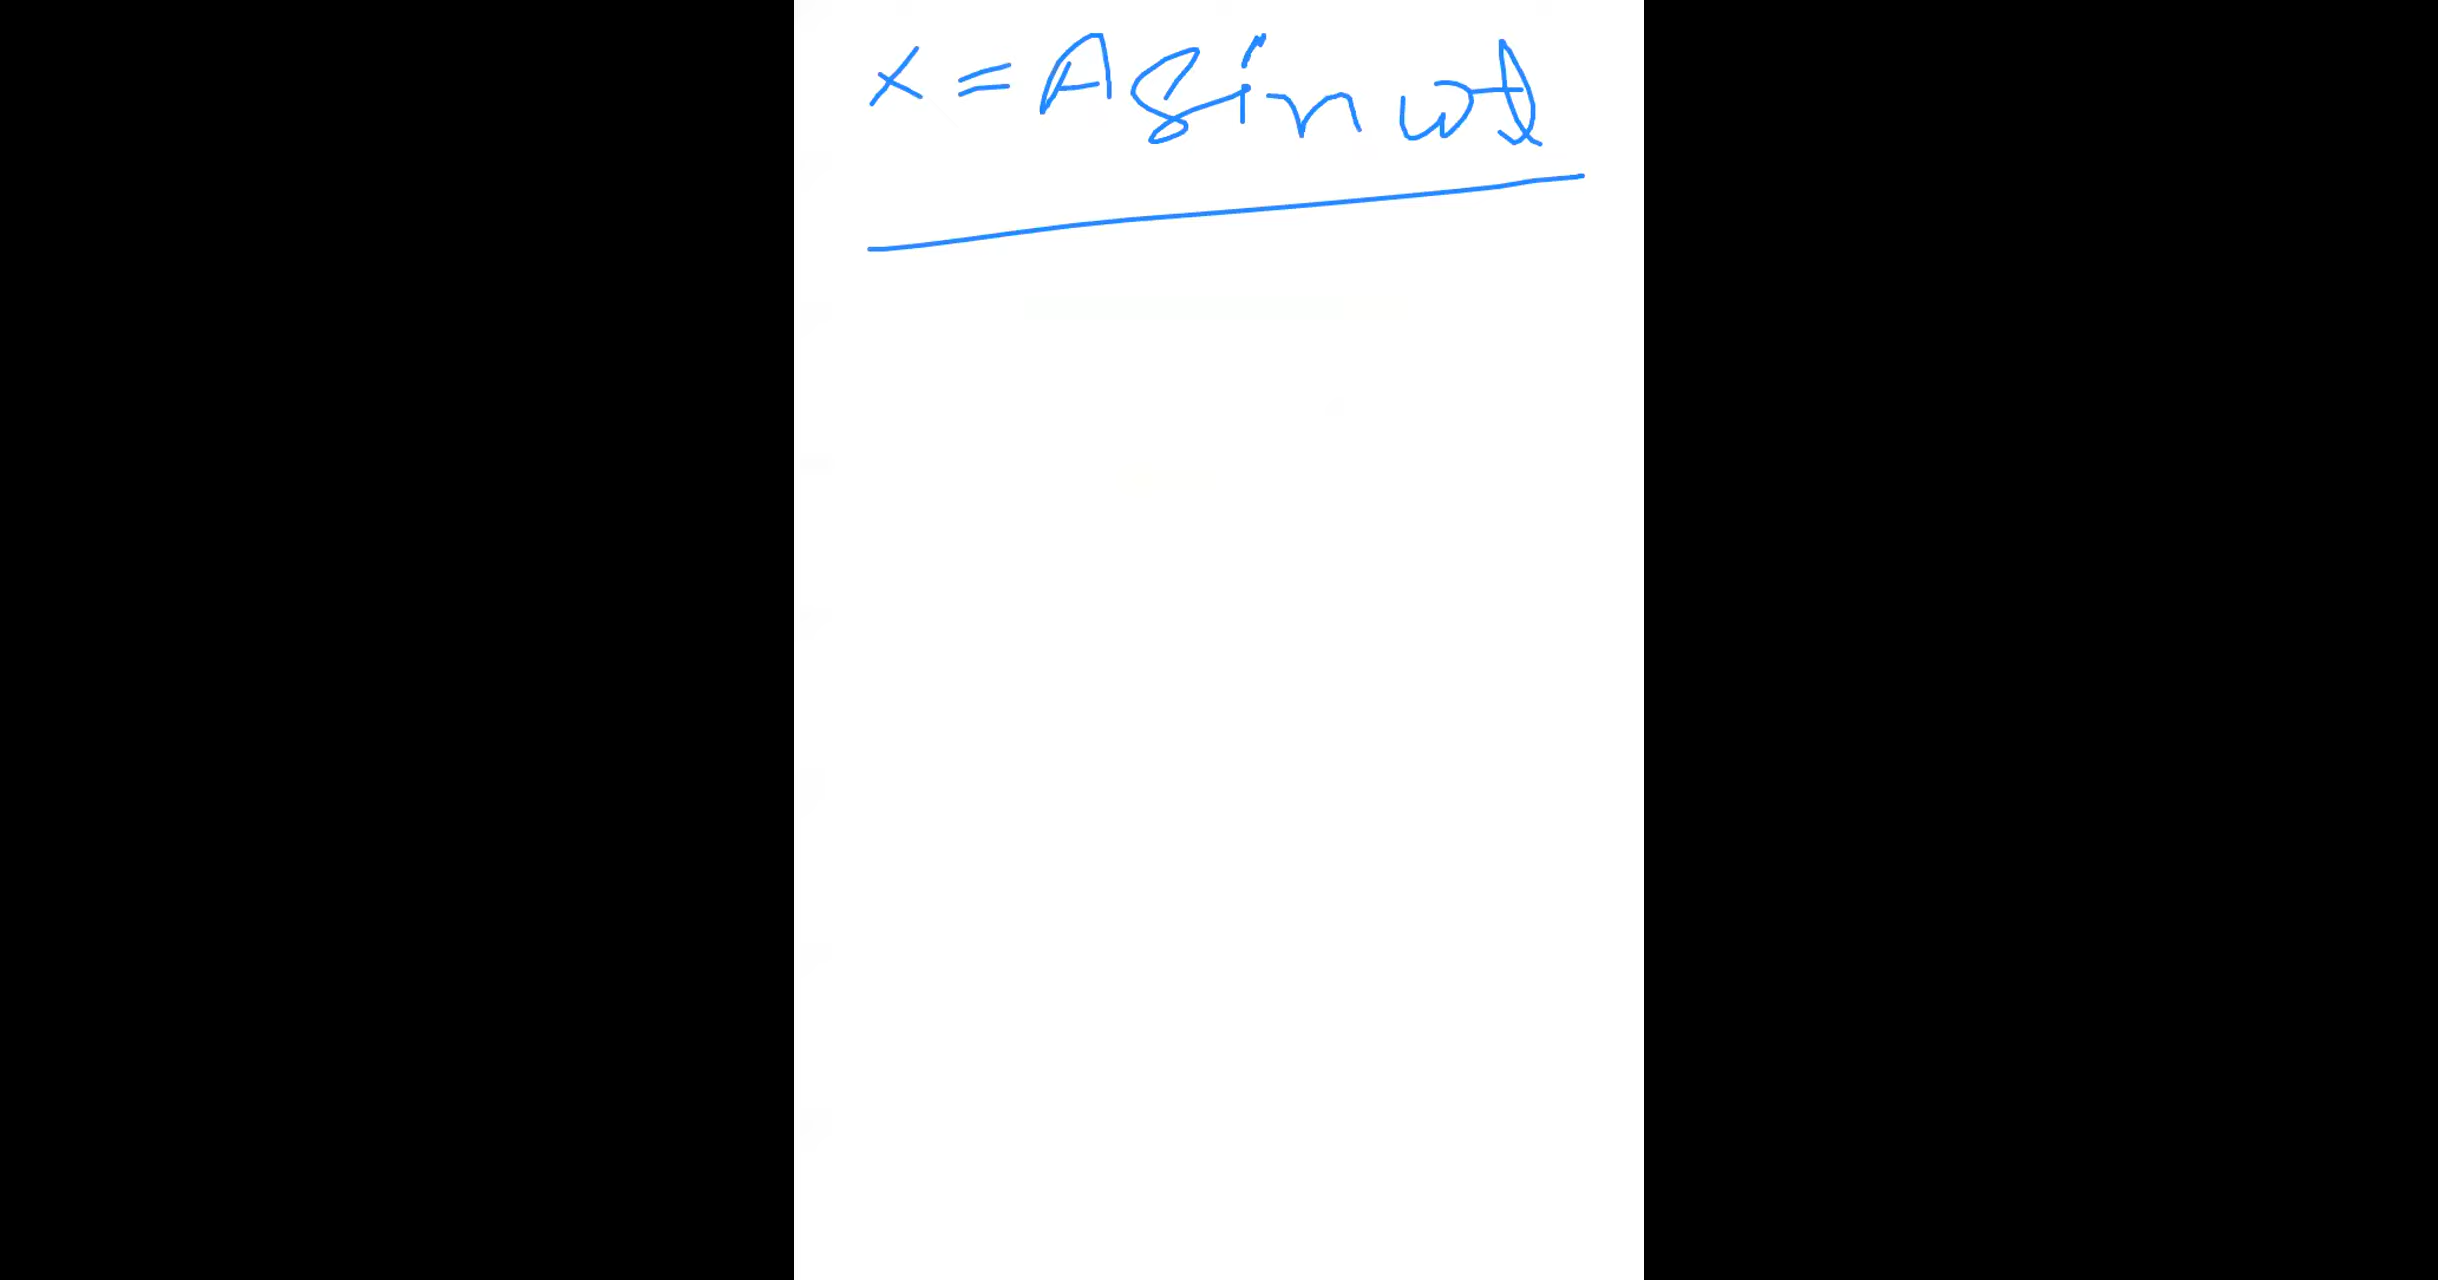 x = A sin ωt